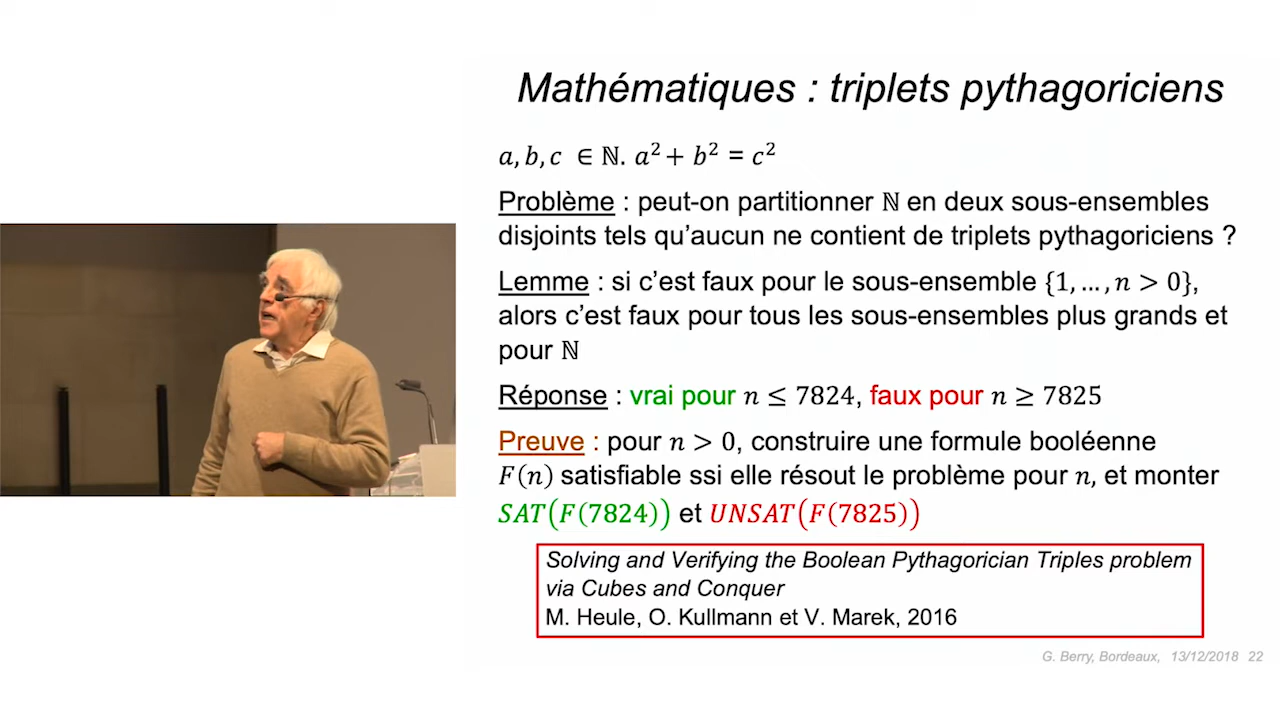 Mathématiques : triplets pythagoriciens
a, b, c ∈ ℕ. a² + b² = c²
Problème : peut-on partitionner ℕ en deux sous-ensembles
disjoints tels qu’aucun ne contient de triplets pythagoriciens ?
Lemme : si c’est faux pour le sous-ensemble {1, … , n > 0},
alors c’est faux pour tous les sous-ensembles plus grands et
pour ℕ
Réponse : vrai pour n ≤ 7824, faux pour n ≥ 7825
Preuve : pour n > 0, construire une formule booléenne
F(n) satisfiable ssi elle résout le problème pour n, et monter
SAT(F(7824)) et UNSAT(F(7825))
Solving and Verifying the Boolean Pythagorician Triples problem
via Cubes and Conquer
M. Heule, O. Kullmann et V. Marek, 2016
G. Berry, Bordeaux, 13/12/2018 22